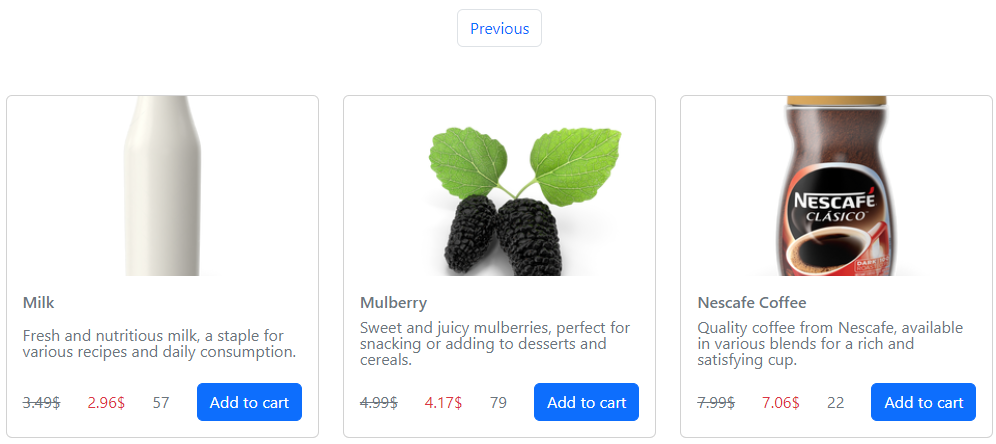 Previous
NESCAFÉ
CLÁSICO
DARK
Milk
Fresh and nutritious milk, a staple for
various recipes and daily consumption.
3.49$ 2.96$ 57 Add to cart
Mulberry
Sweet and juicy mulberries, perfect for
snacking or adding to desserts and
cereals.
4.99$ 4.17$ 79 Add to cart
Nescafe Coffee
Quality coffee from Nescafe, available
in various blends for a rich and
satisfying cup.
7.99$ 7.06$ 22 Add to cart